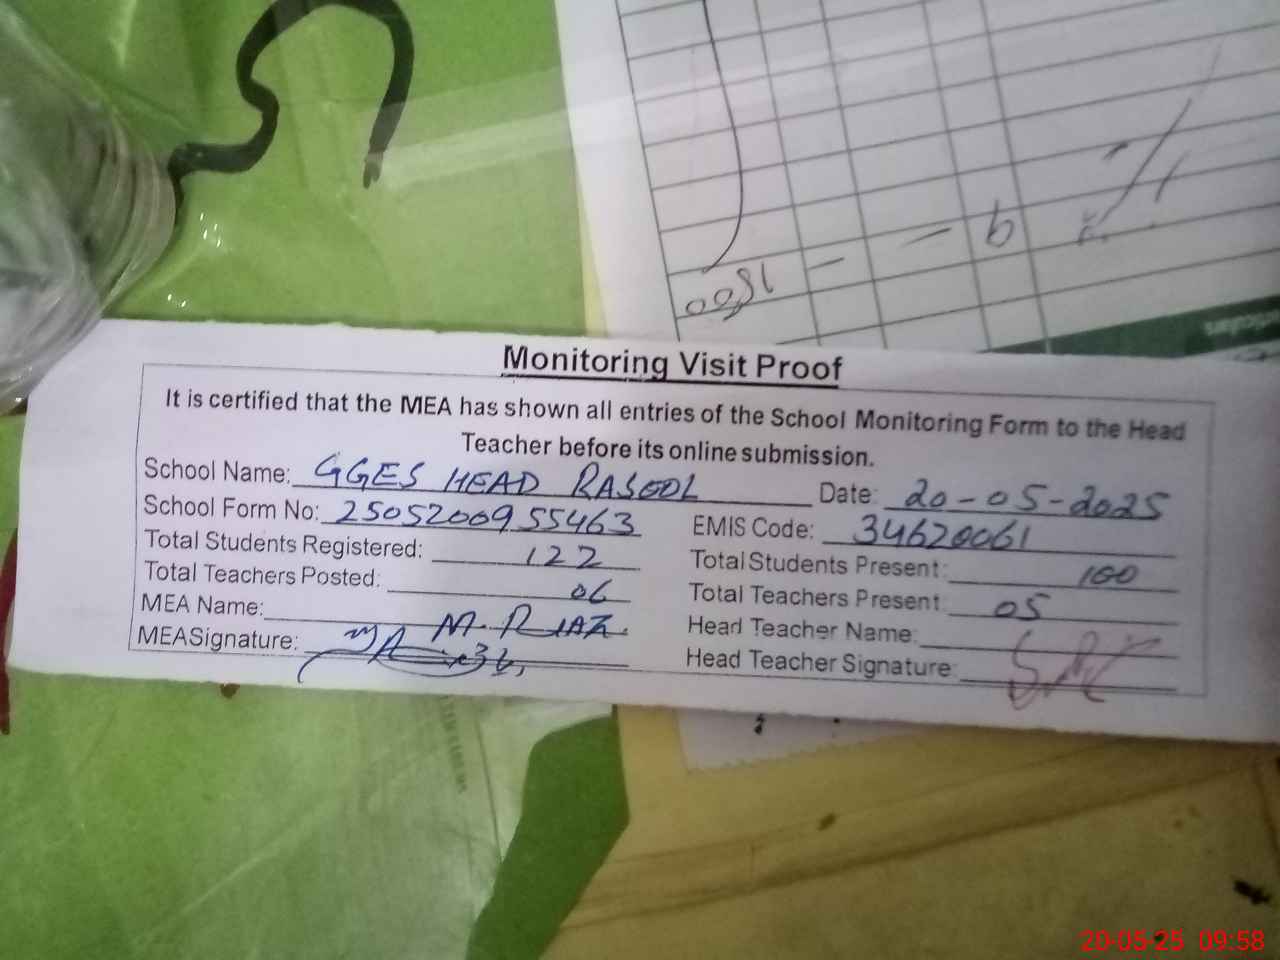 Monitoring Visit Proof
It is certified that the MEA has shown all entries of the School Monitoring Form to the Head
Teacher before its online submission.
School Name: GGES HEAD RASOOL Date: 20-05-2025
School Form No: 2505200955463 EMIS Code: 34620061
Total Students Registered: 122 Total Students Present: 100
Total Teachers Posted: 06 Total Teachers Present: 05
MEA Name: M. RIAZ Head Teacher Name:
MEASignature: Head Teacher Signature:
20-05-25 09:58